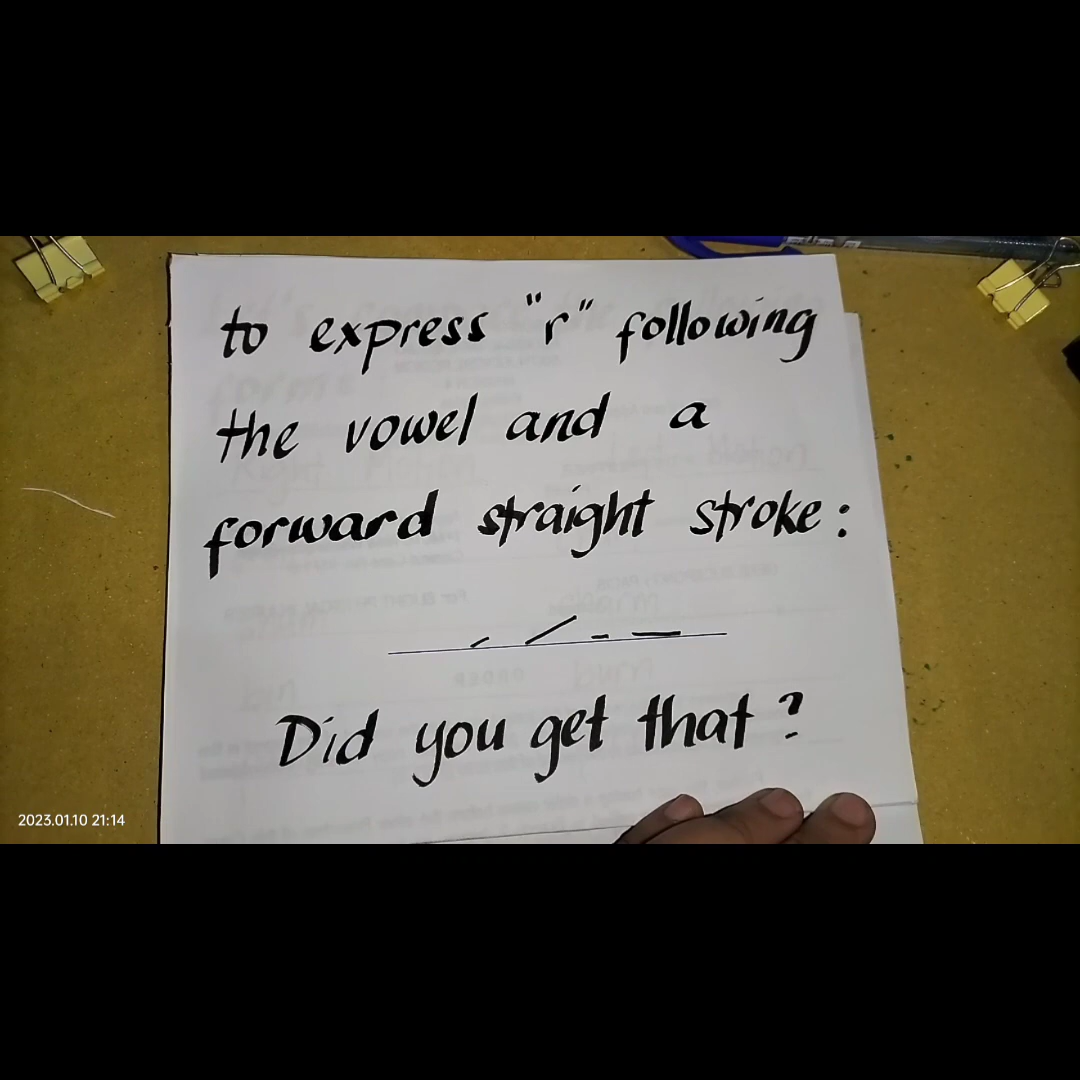 to express "r" following
the vowel and a
forward straight stroke:
Did you get that?
2023.01.10 21:14